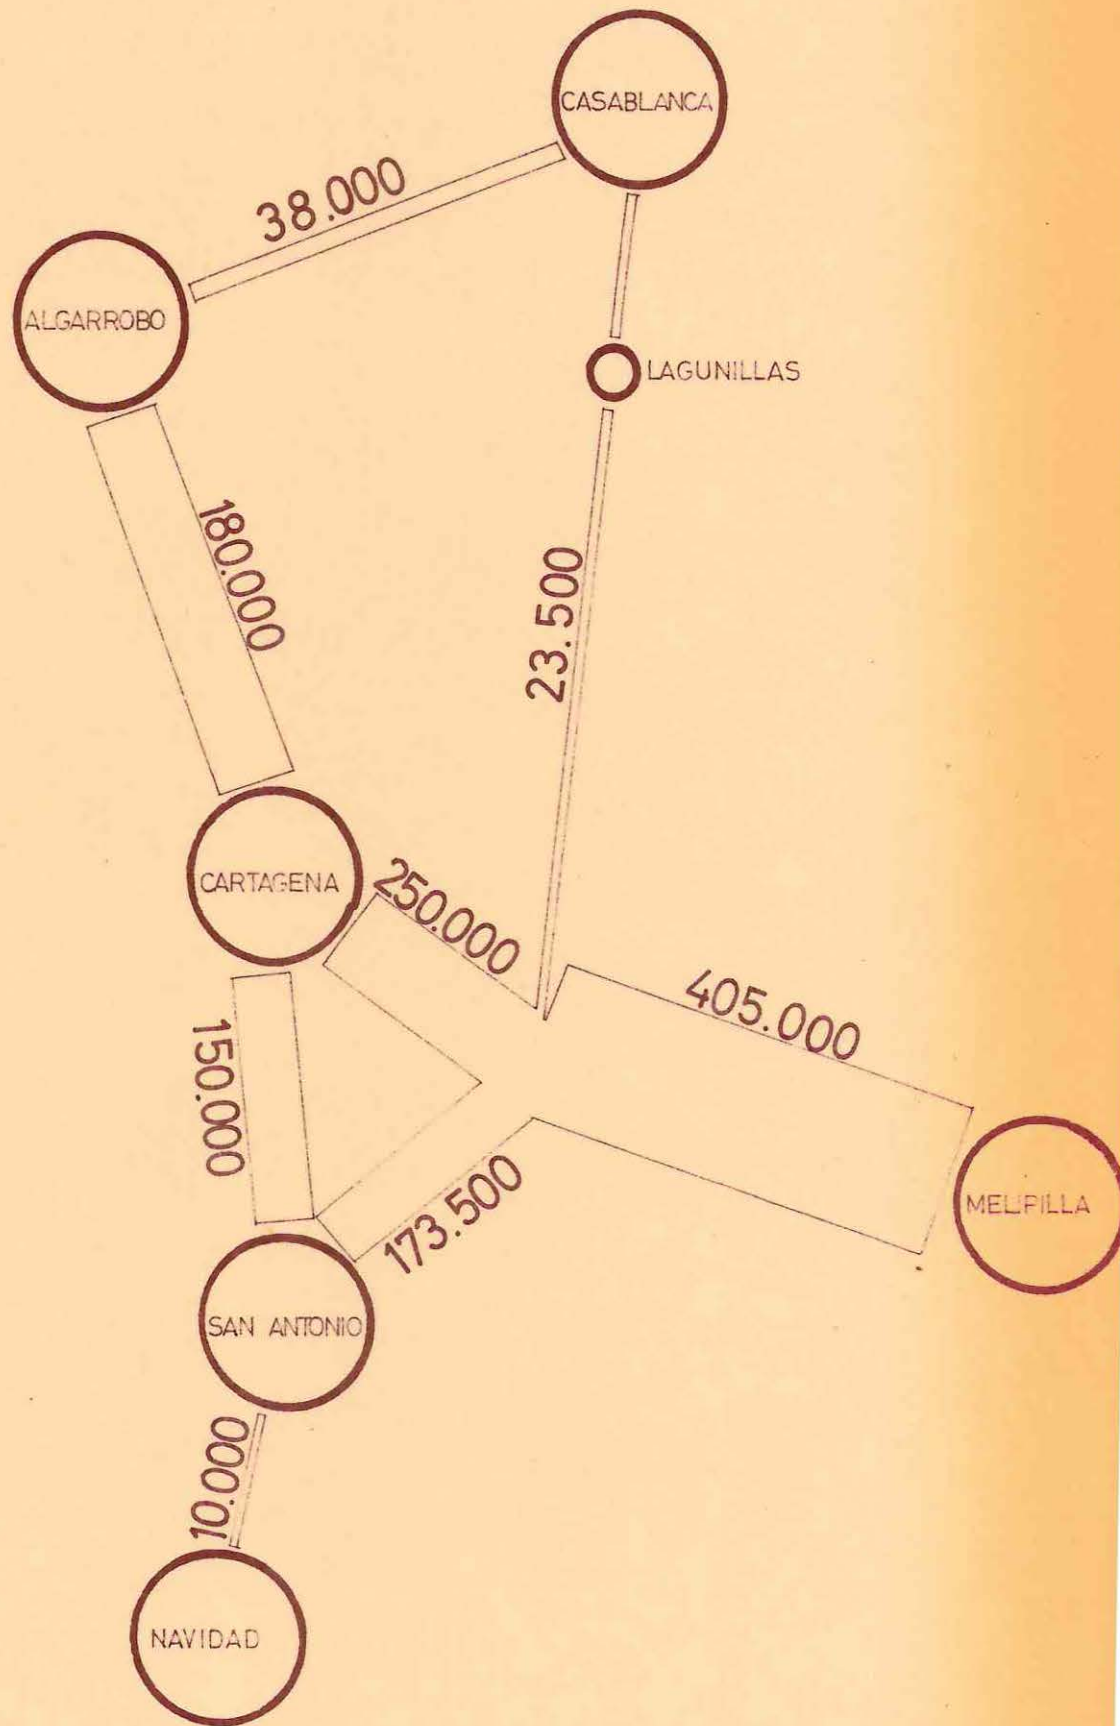 CASABLANCA
38.000
ALGARROBO
LAGUNILLAS
180.000
23.500
CARTAGENA
250.000
405.000
150.000
173.500
MELIPILLA
SAN ANTONIO
10.000
NAVIDAD